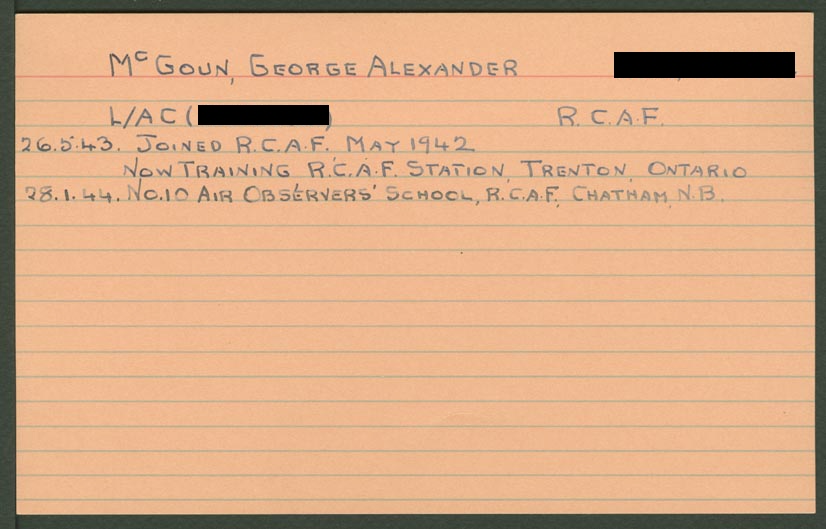 McGOUN, GEORGE ALEXANDER
L/AC ( ) R.C.A.F.
26.5.43. JOINED R.C.A.F. MAY 1942
NOW TRAINING R.C.A.F. STATION, TRENTON, ONTARIO
28.1.44. NO.10 AIR OBSERVERS' SCHOOL, R.C.A.F. CHATHAM, N.B.